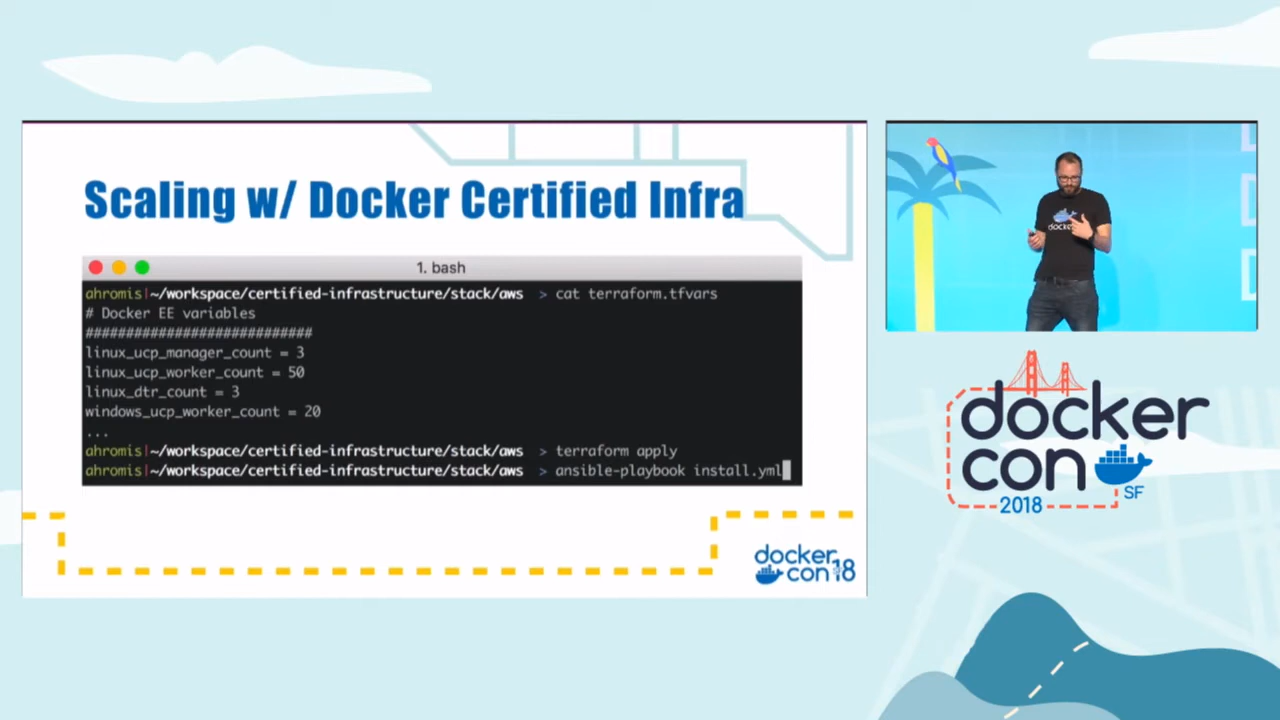 Scaling w/ Docker Certified Infra
1. bash
ahromis|~/workspace/certified-infrastructure/stack/aws > cat terraform.tfvars
# Docker EE variables
############################
linux_ucp_manager_count = 3
linux_ucp_worker_count = 50
linux_dtr_count = 3
windows_ucp_worker_count = 20
...
ahromis|~/workspace/certified-infrastructure/stack/aws > terraform apply
ahromis|~/workspace/certified-infrastructure/stack/aws > ansible-playbook install.yml
docker
con 18
docker
docker
con
SF
2018